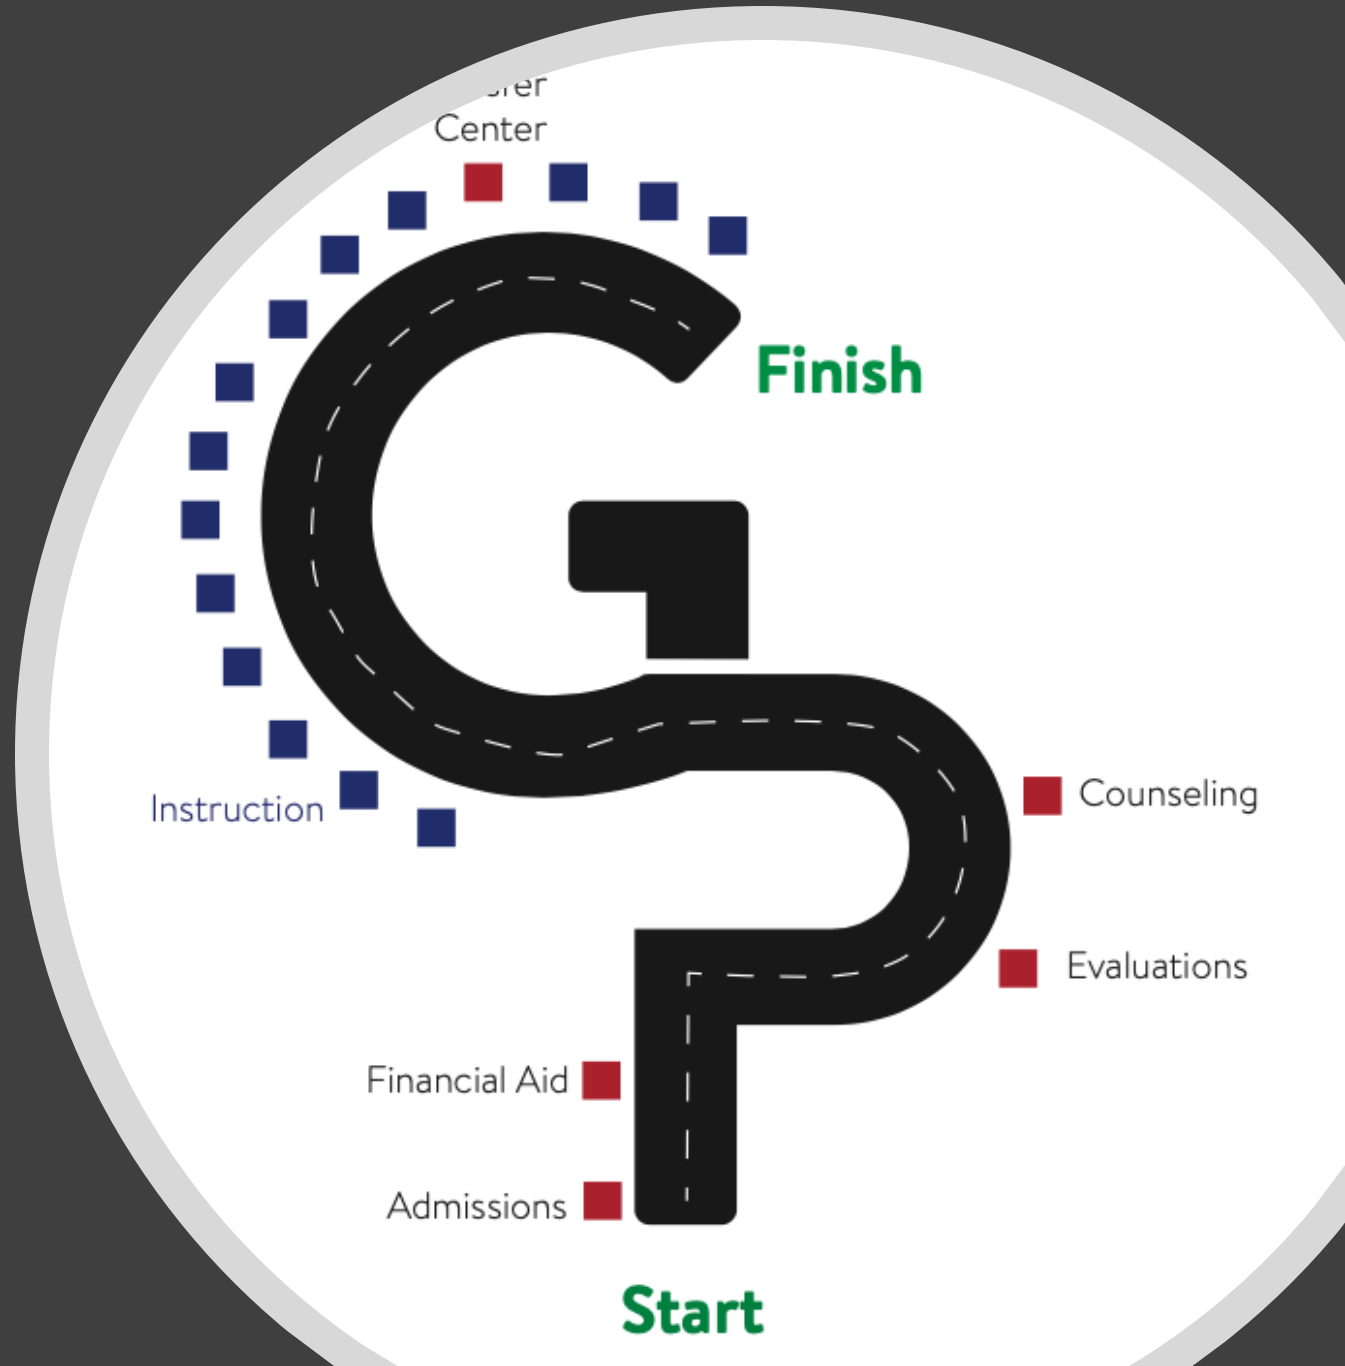 Center
Finish
Counseling
Instruction
Evaluations
Financial Aid
Admissions
Start